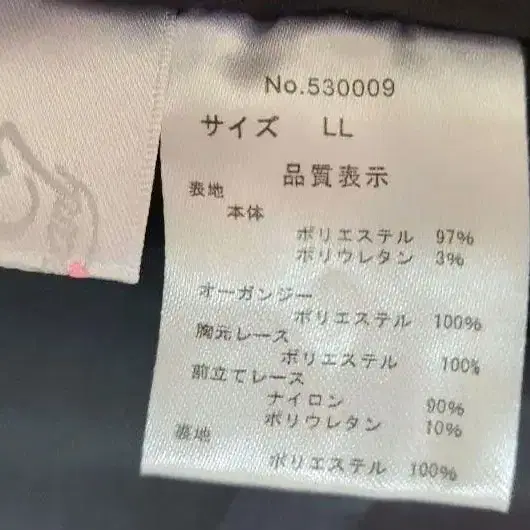 No.530009
サイズ LL
品質表示
表地
本体
ポリエステル 97%
ポリウレタン 3%
オーガンジー
ポリエステル 100%
胸元レース
ポリエステル 100%
前立てレース
ナイロン 90%
ポリウレタン 10%
裏地
ポリエステル 100%